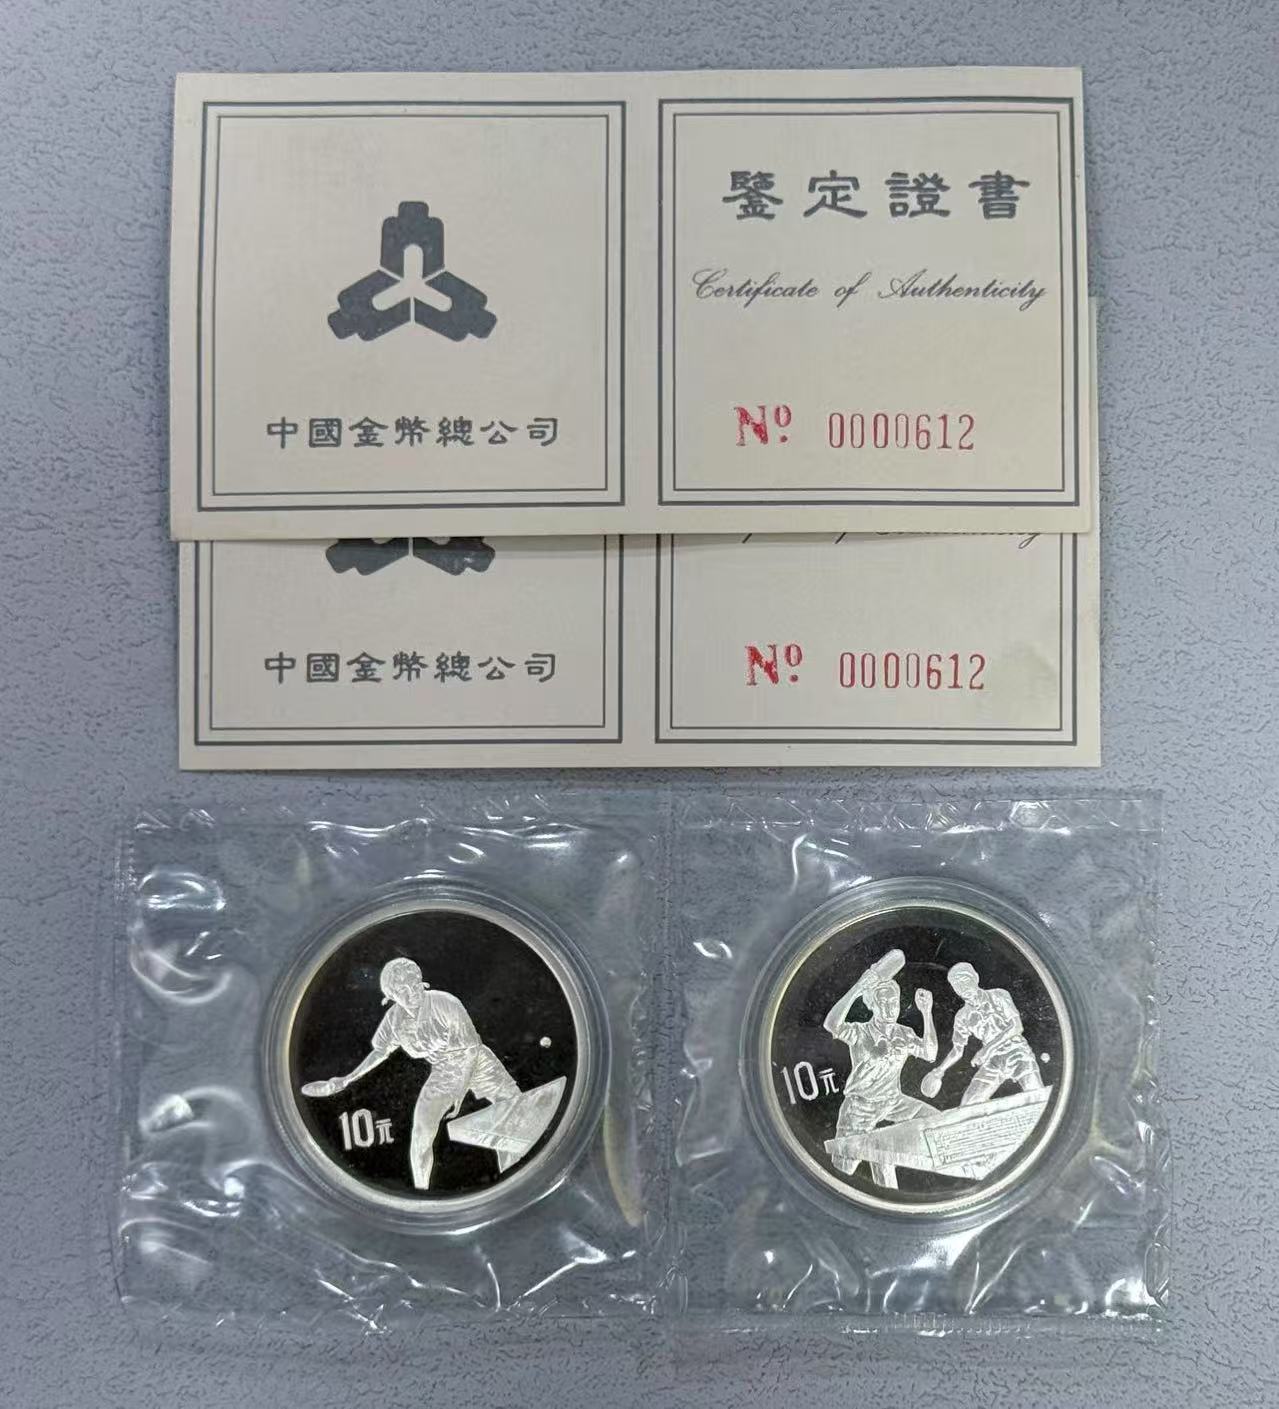 鑒定證書
Certificate of Authenticity
中國金幣總公司
Nº 0000612
中國金幣總公司
Nº 0000612
10元
10元